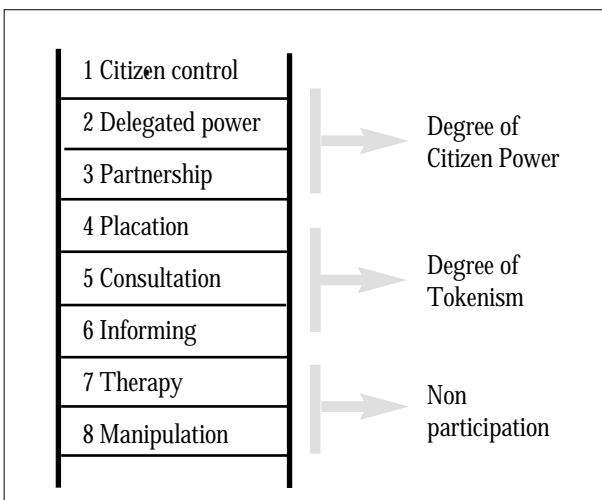 1 Citizen control
2 Delegated power
3 Partnership
4 Placation
5 Consultation
6 Informing
7 Therapy
8 Manipulation
Degree of
Citizen Power
Degree of
Tokenism
Non
participation